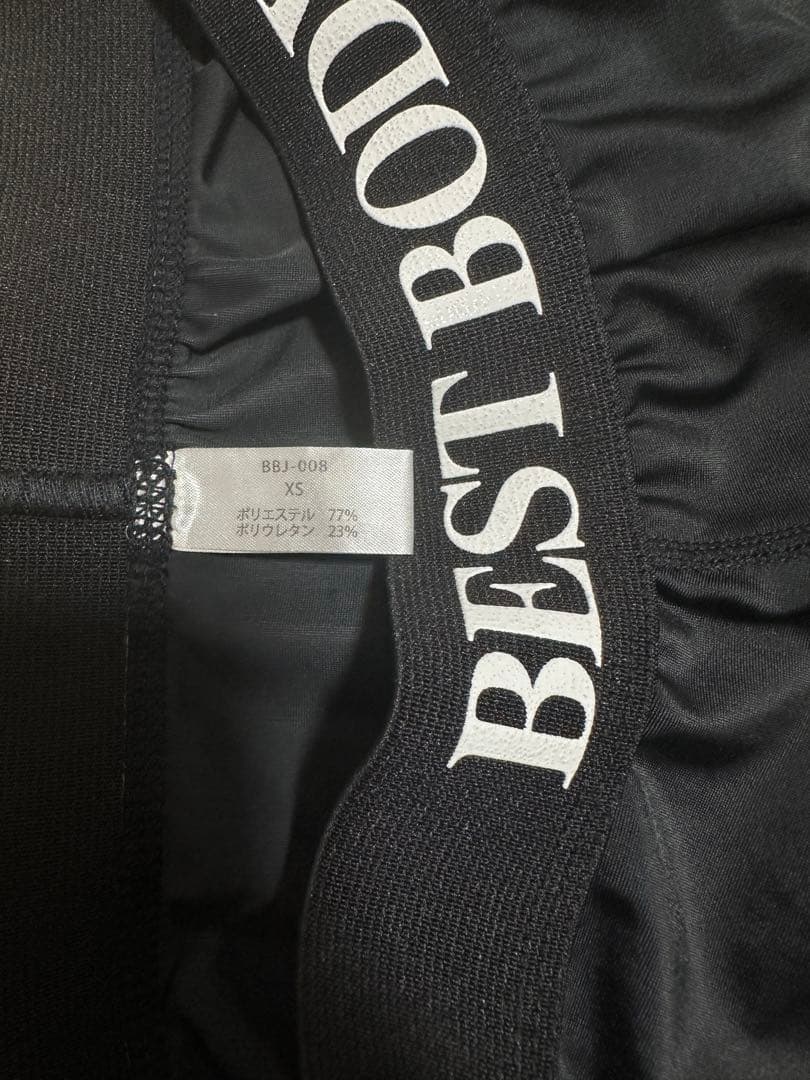 BEST BOD
BBJ-008
XS
ポリエステル 77%
ポリウレタン 23%